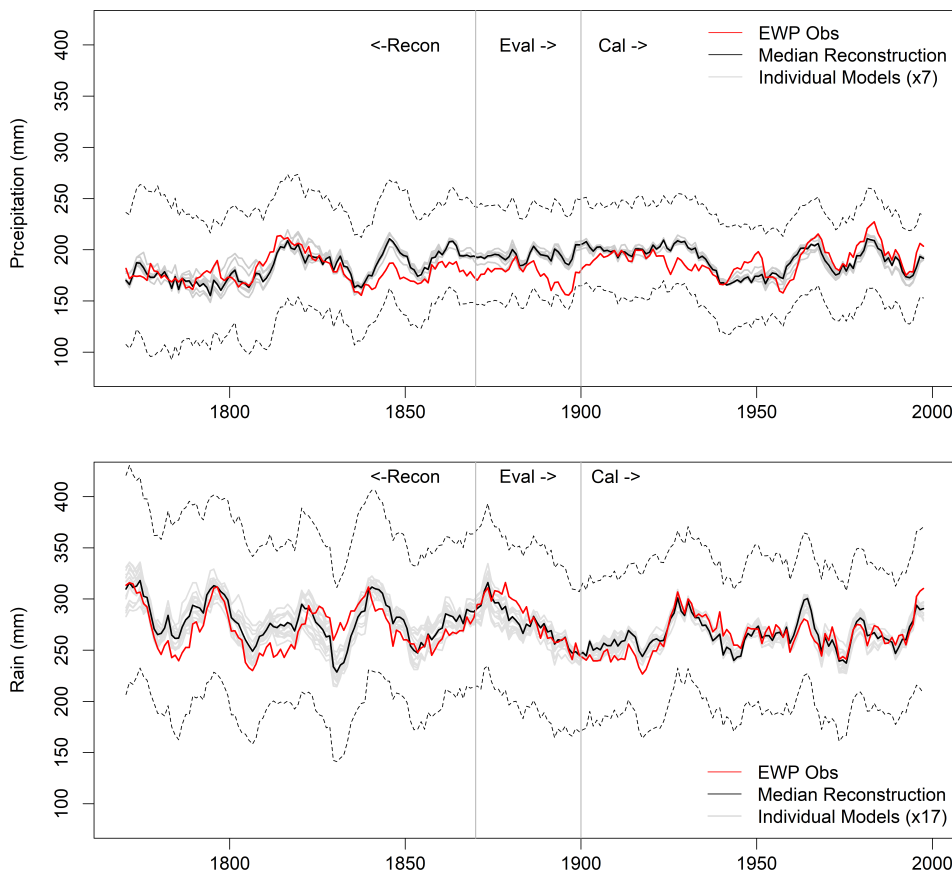 <-Recon Eval -> Cal ->
EWP Obs
Median Reconstruction
Individual Models (x7)
Prceipitation (mm)
400
350
300
250
200
150
100
1800 1850 1900 1950 2000
<-Recon Eval -> Cal ->
Rain (mm)
400
350
300
250
200
150
100
EWP Obs
Median Reconstruction
Individual Models (x17)
1800 1850 1900 1950 2000